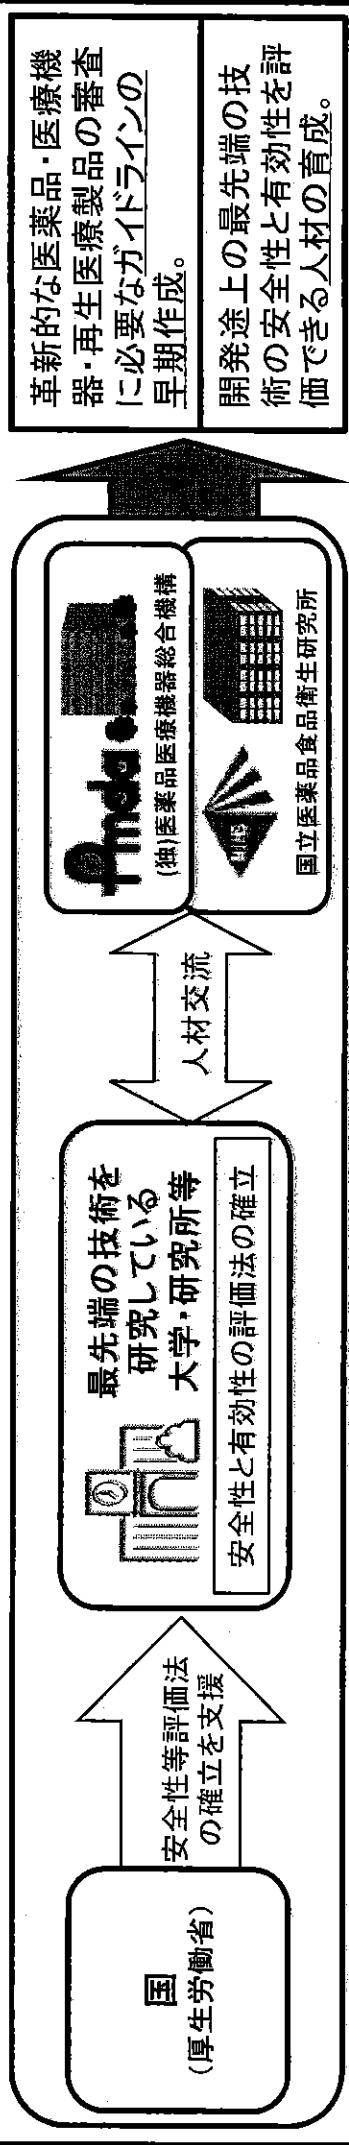 国
(厚生労働省)
安全性等評価法
の確立を支援
最先端の技術を
研究している
大学・研究所等
安全性と有効性の評価法の確立
人材交流
Pmda
(独)医薬品医療機器総合機構
NIHS
国立医薬品食品衛生研究所
革新的な医薬品・医療機
器・再生医療製品の審査
に必要なガイドラインの
早期作成。
開発途上の最先端の技
術の安全性と有効性を評
価できる人材の育成。